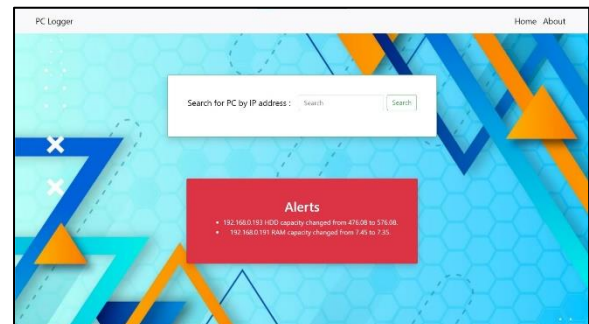 PC Logger
Home About
Search for PC by IP address : Search Search
Alerts
192.168.0.193 HDD capacity changed from 476.08 to 576.08.
192.168.0.191 RAM capacity changed from 7.45 to 7.35.